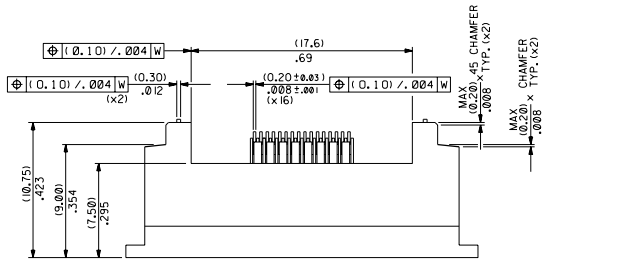 (17.6)
.69
⌖ (0.10)/.004 W
⌖ (0.10)/.004 W
(x2)
(0.30)
.012
(0.20±0.03)
.008±.001
(x16)
⌖ (0.10)/.004 W
MAX
(0.20) x 45 CHAMFER
.008 TYP. (x2)
MAX
(0.20) x CHAMFER
.008 TYP. (x2)
(10.75)
.423
(9.00)
.354
(7.50)
.295